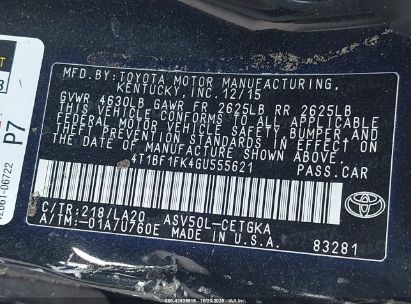 MFD.BY:TOYOTA MOTOR MANUFACTURING,
KENTUCKY,INC.12/15
GVWR 4630LB GAWR FR 2625LB RR 2625LB
THIS VEHICLE CONFORMS TO ALL APPLICABLE
FEDERAL MOTOR VEHICLE SAFETY,BUMPER,AND
THEFT PREVENTION STANDARDS IN EFFECT ON
THE DATE OF MANUFACTURE SHOWN ABOVE.
4T1BF1FK4GU555621 PASS.CAR
C/TR:218/LA20 ASV50L-CETGKA
A/TM:-01A/U760E MADE IN U.S.A. 83281
TOYOTA
P7
06722